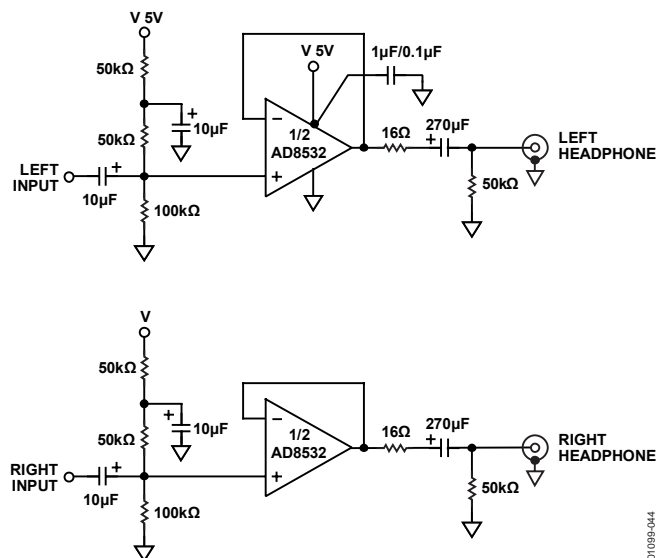 V 5V
50kΩ
V 5V
1µF/0.1µF
+
10µF
50kΩ
−
1/2
AD8532
+
16Ω
270µF
+
LEFT
HEADPHONE
LEFT
INPUT
+
10µF
100kΩ
50kΩ
V
50kΩ
+
10µF
50kΩ
−
1/2
AD8532
+
16Ω
270µF
+
RIGHT
HEADPHONE
RIGHT
INPUT
+
10µF
100kΩ
50kΩ
01099-044